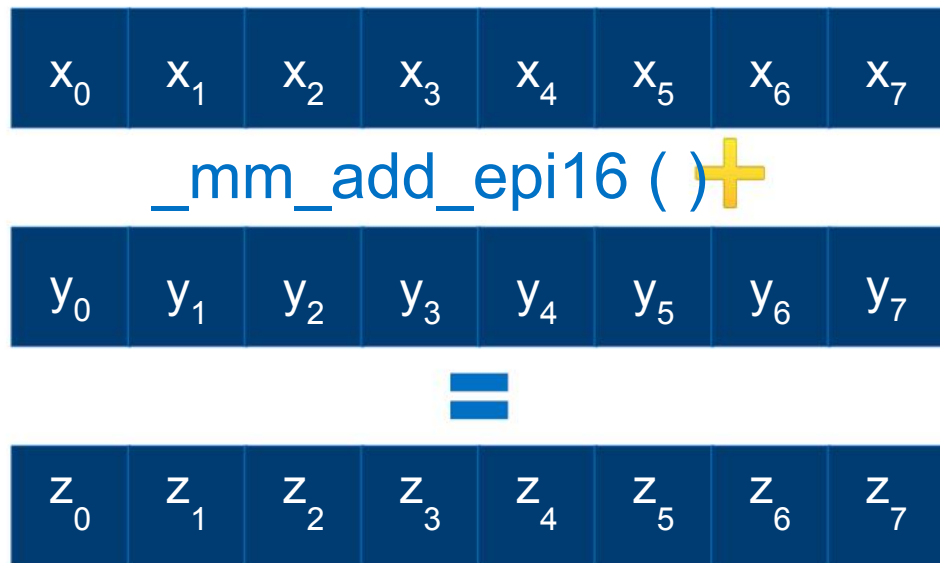 x₀ x₁ x₂ x₃ x₄ x₅ x₆ x₇
_mm_add_epi16 ( ) +
y₀ y₁ y₂ y₃ y₄ y₅ y₆ y₇
=
z₀ z₁ z₂ z₃ z₄ z₅ z₆ z₇